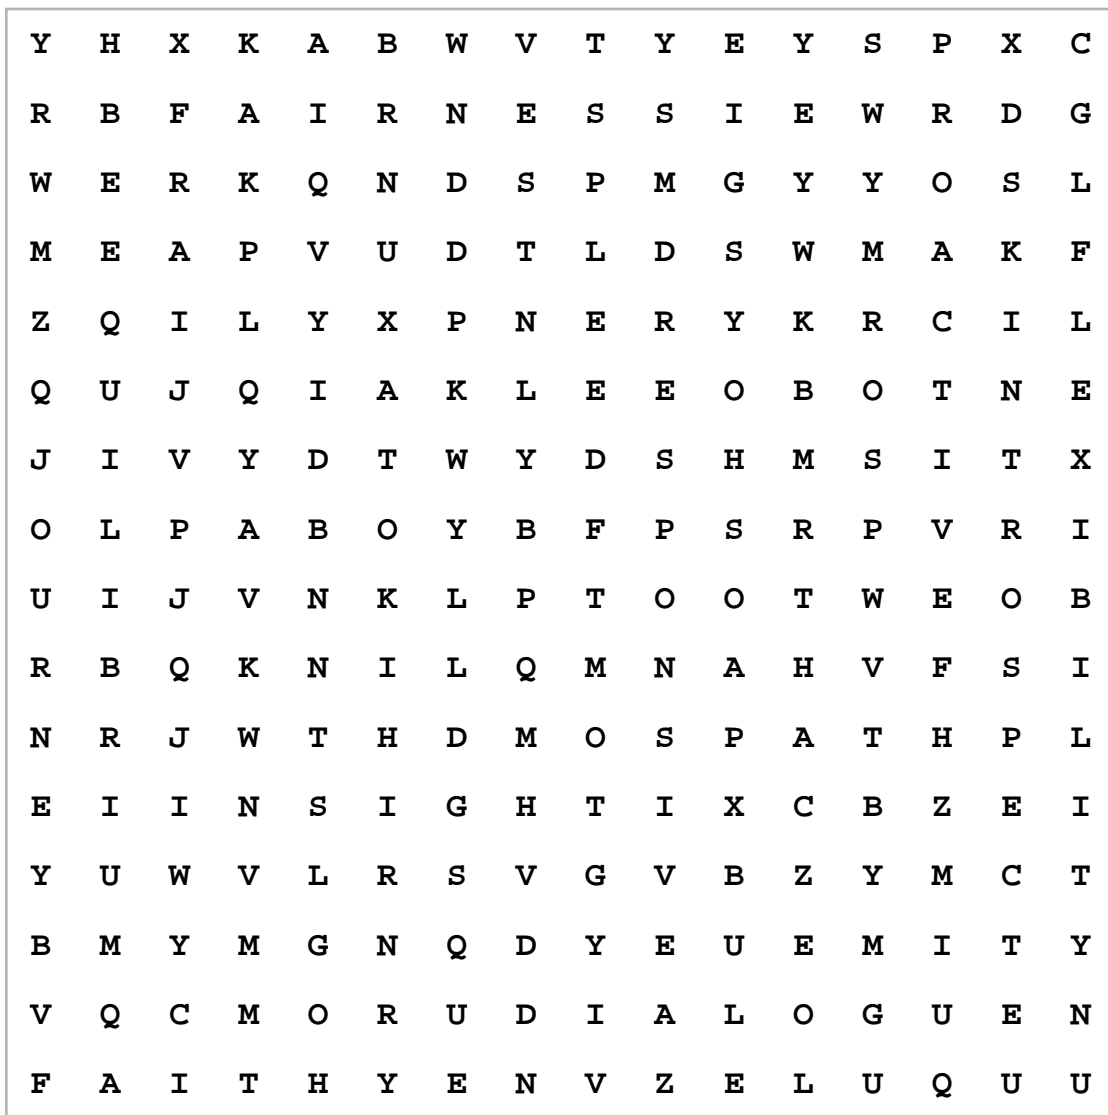 Y H X K A B W V T Y E Y S P X C
R B F A I R N E S S I E W R D G
W E R K Q N D S P M G Y Y O S L
M E A P V U D T L D S W M A K F
Z Q I L Y X P N E R Y K R C I L
Q U J Q I A K L E E O B O T N E
J I V Y D T W Y D S H M S I T X
O L P A B O Y B F P S R P V R I
U I J V N K L P T O O T W E O B
R B Q K N I L Q M N A H V F S I
N R J W T H D M O S P A T H P L
E I I N S I G H T I X C B Z E I
Y U W V L R S V G V B Z Y M C T
B M Y M G N Q D Y E U E M I T Y
V Q C M O R U D I A L O G U E N
F A I T H Y E N V Z E L U Q U U